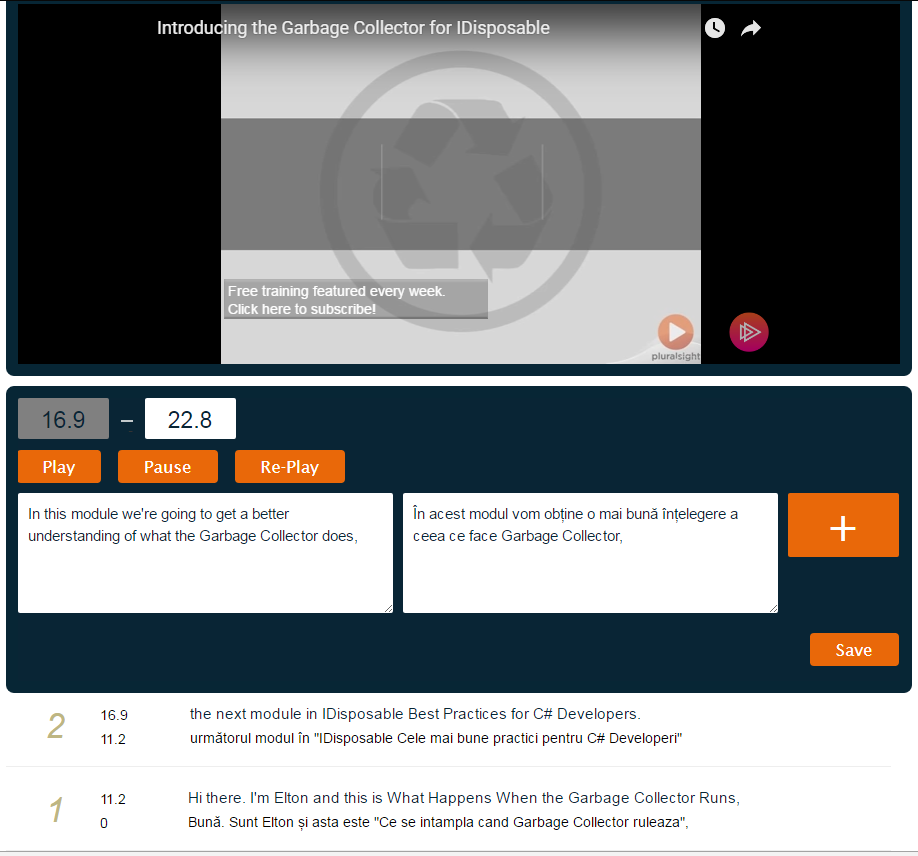 Introducing the Garbage Collector for IDisposable
Free training featured every week.
Click here to subscribe!
pluralsight
16.9 – 22.8
Play Pause Re-Play
In this module we're going to get a better
understanding of what the Garbage Collector does,
În acest modul vom obține o mai bună înțelegere a
ceea ce face Garbage Collector,
+
Save
2
16.9 the next module in IDisposable Best Practices for C# Developers.
11.2 următorul modul în "IDisposable Cele mai bune practici pentru C# Developeri"
1
11.2 Hi there. I'm Elton and this is What Happens When the Garbage Collector Runs,
0 Bună. Sunt Elton și asta este "Ce se intampla cand Garbage Collector ruleaza",